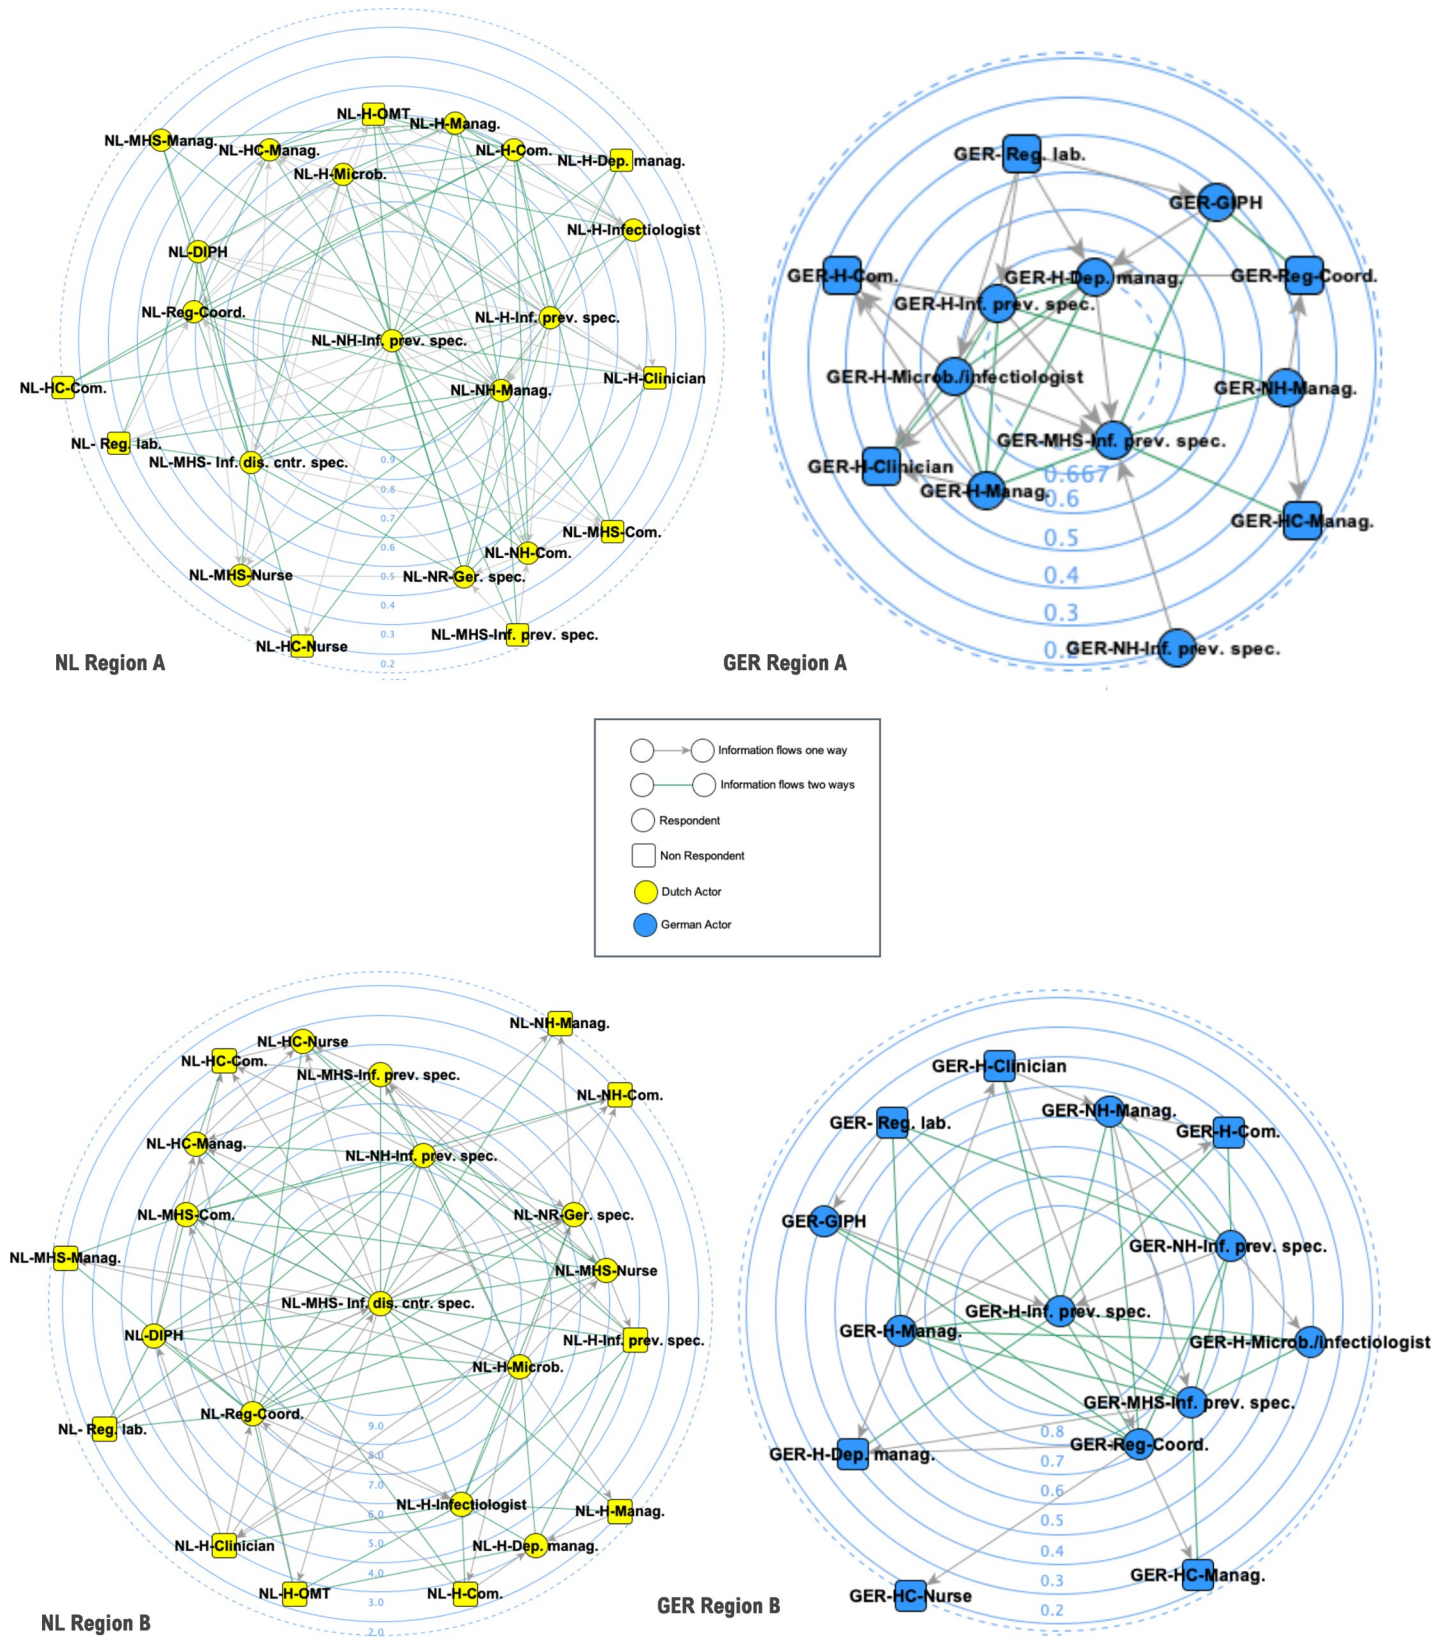 NL-H-OMT
NL-H-Manag.
NL-MHS-Manag.
NL-HC-Manag.
NL-H-Com.
NL-H-Dep. manag.
NL-H-Microb.
NL-H-Infectiologist
NL-DIPH
NL-Reg-Coord.
NL-H-Inf. prev. spec.
NL-NH-Inf. prev. spec.
NL-HC-Com.
NL-NH-Manag.
NL-H-Clinician
NL- Reg. lab.
NL-MHS- Inf. dis. cntr. spec.
0.9
0.8
0.7
0.6
0.5
0.4
0.3
0.2
NL-MHS-Com.
NL-NH-Com.
NL-MHS-Nurse
NL-NR-Ger. spec.
NL-HC-Nurse
NL-MHS-Inf. prev. spec.
NL Region A
GER- Reg. lab.
GER-GIPH
GER-H-Com.
GER-H-Dep. manag.
GER-Reg-Coord.
GER-H-Inf. prev. spec.
GER-H-Microb./infectiologist
GER-NH-Manag.
GER-MHS-Inf. prev. spec.
GER-H-Clinician
GER-H-Manag.
GER-HC-Manag.
0.667
0.6
0.5
0.4
0.3
0.2
GER-NH-Inf. prev. spec.
GER Region A
Information flows one way
Information flows two ways
Respondent
Non Respondent
Dutch Actor
German Actor
NL-NH-Manag.
NL-HC-Nurse
NL-HC-Com.
NL-MHS-Inf. prev. spec.
NL-NH-Com.
NL-HC-Manag.
NL-NH-Inf. prev. spec.
NL-MHS-Com.
NL-NR-Ger. spec.
NL-MHS-Manag.
NL-MHS-Nurse
NL-MHS- Inf. dis. cntr. spec.
NL-DIPH
NL-H-Inf. prev. spec.
NL-H-Microb.
NL-Reg-Coord.
NL- Reg. lab.
9.0
8.0
7.0
6.0
5.0
4.0
3.0
2.0
NL-H-Infectiologist
NL-H-Manag.
NL-H-Clinician
NL-H-Dep. manag.
NL-H-OMT
NL-H-Com.
NL Region B
GER-H-Clinician
GER- Reg. lab.
GER-NH-Manag.
GER-H-Com.
GER-GIPH
GER-NH-Inf. prev. spec.
GER-H-Inf. prev. spec.
GER-H-Manag.
GER-H-Microb./infectiologist
GER-MHS-Inf. prev. spec.
GER-Reg-Coord.
GER-H-Dep. manag.
0.8
0.7
0.6
0.5
0.4
0.3
0.2
GER-HC-Manag.
GER-HC-Nurse
GER Region B